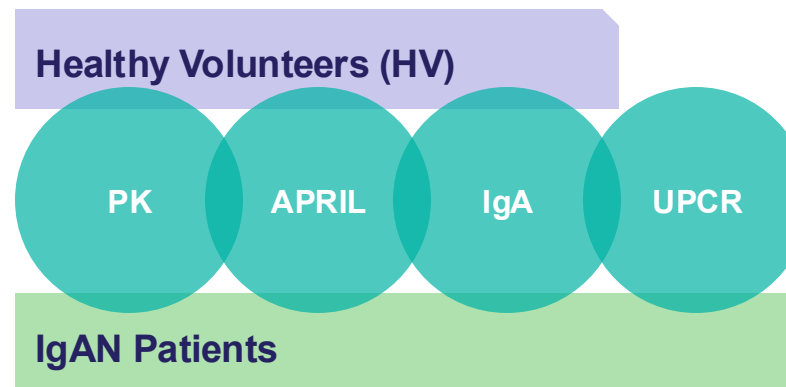 Healthy Volunteers (HV)
PK
APRIL
IgA
UPCR
IgAN Patients